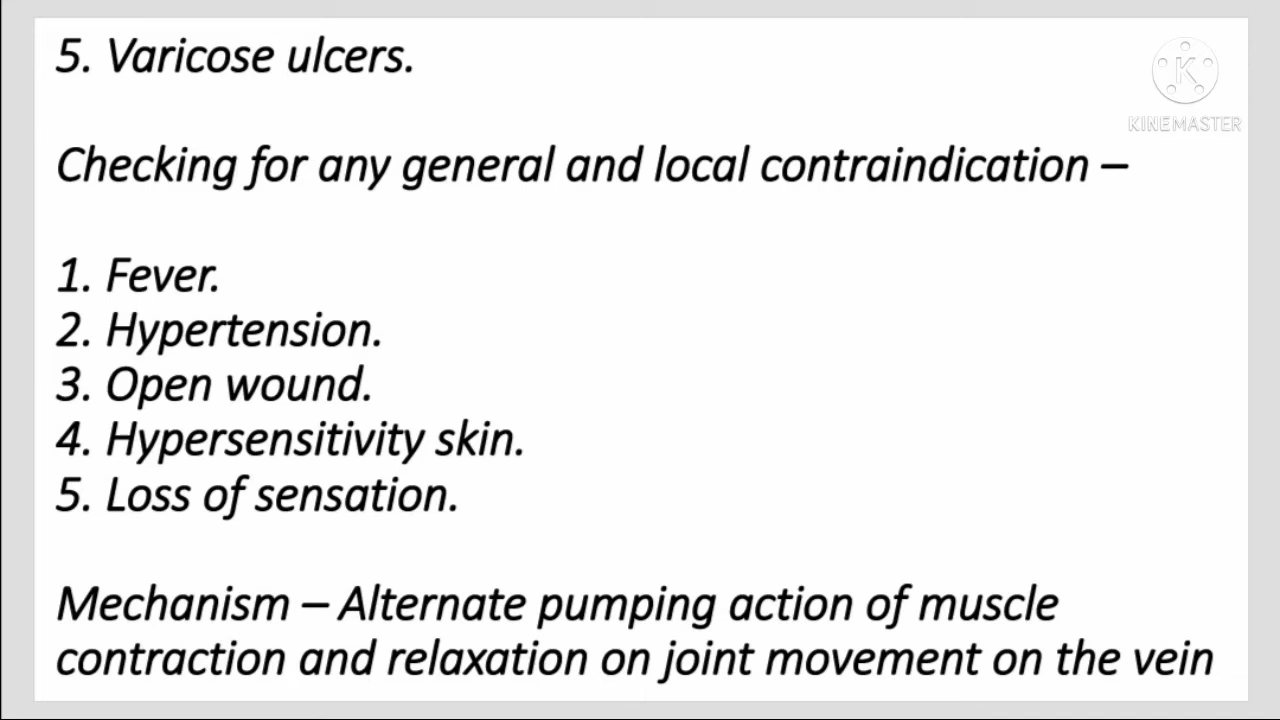 5. Varicose ulcers.
K
KINEMASTER
Checking for any general and local contraindication –
1. Fever.
2. Hypertension.
3. Open wound.
4. Hypersensitivity skin.
5. Loss of sensation.
Mechanism – Alternate pumping action of muscle
contraction and relaxation on joint movement on the vein